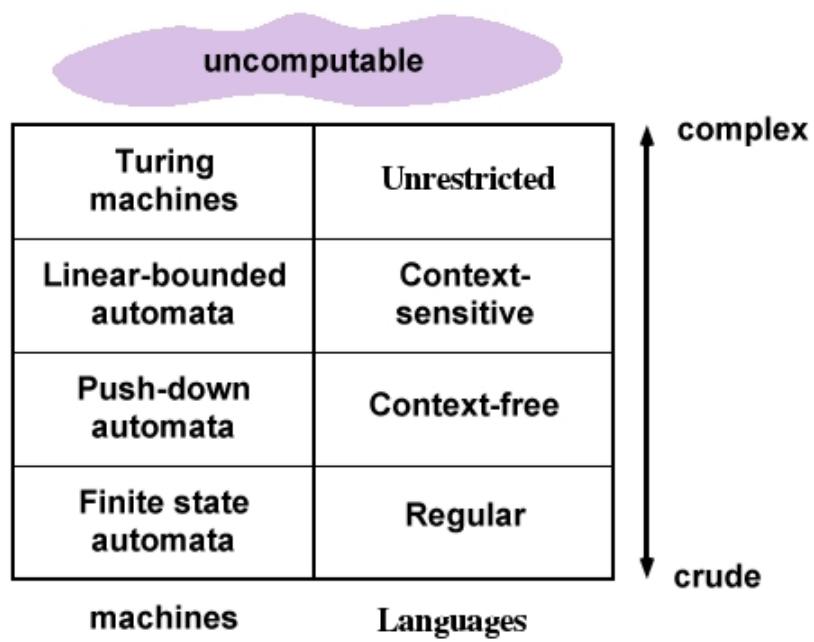 uncomputable
complex
Turing
machines
Unrestricted
Linear-bounded
automata
Context-
sensitive
Push-down
automata
Context-free
Finite state
automata
Regular
crude
machines
Languages